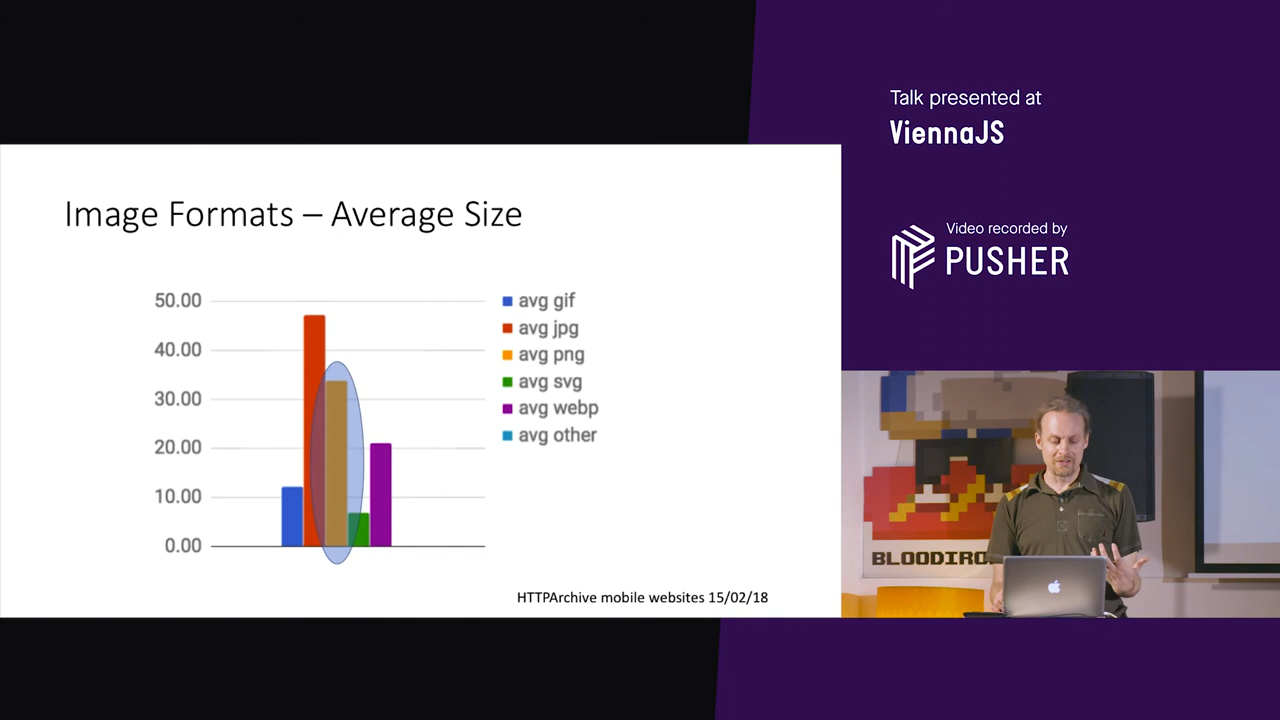 Talk presented at
ViennaJS
Video recorded by
PUSHER
Image Formats – Average Size
50.00
40.00
30.00
20.00
10.00
0.00
avg gif
avg jpg
avg png
avg svg
avg webp
avg other
HTTPArchive mobile websites 15/02/18
BLOODIRO